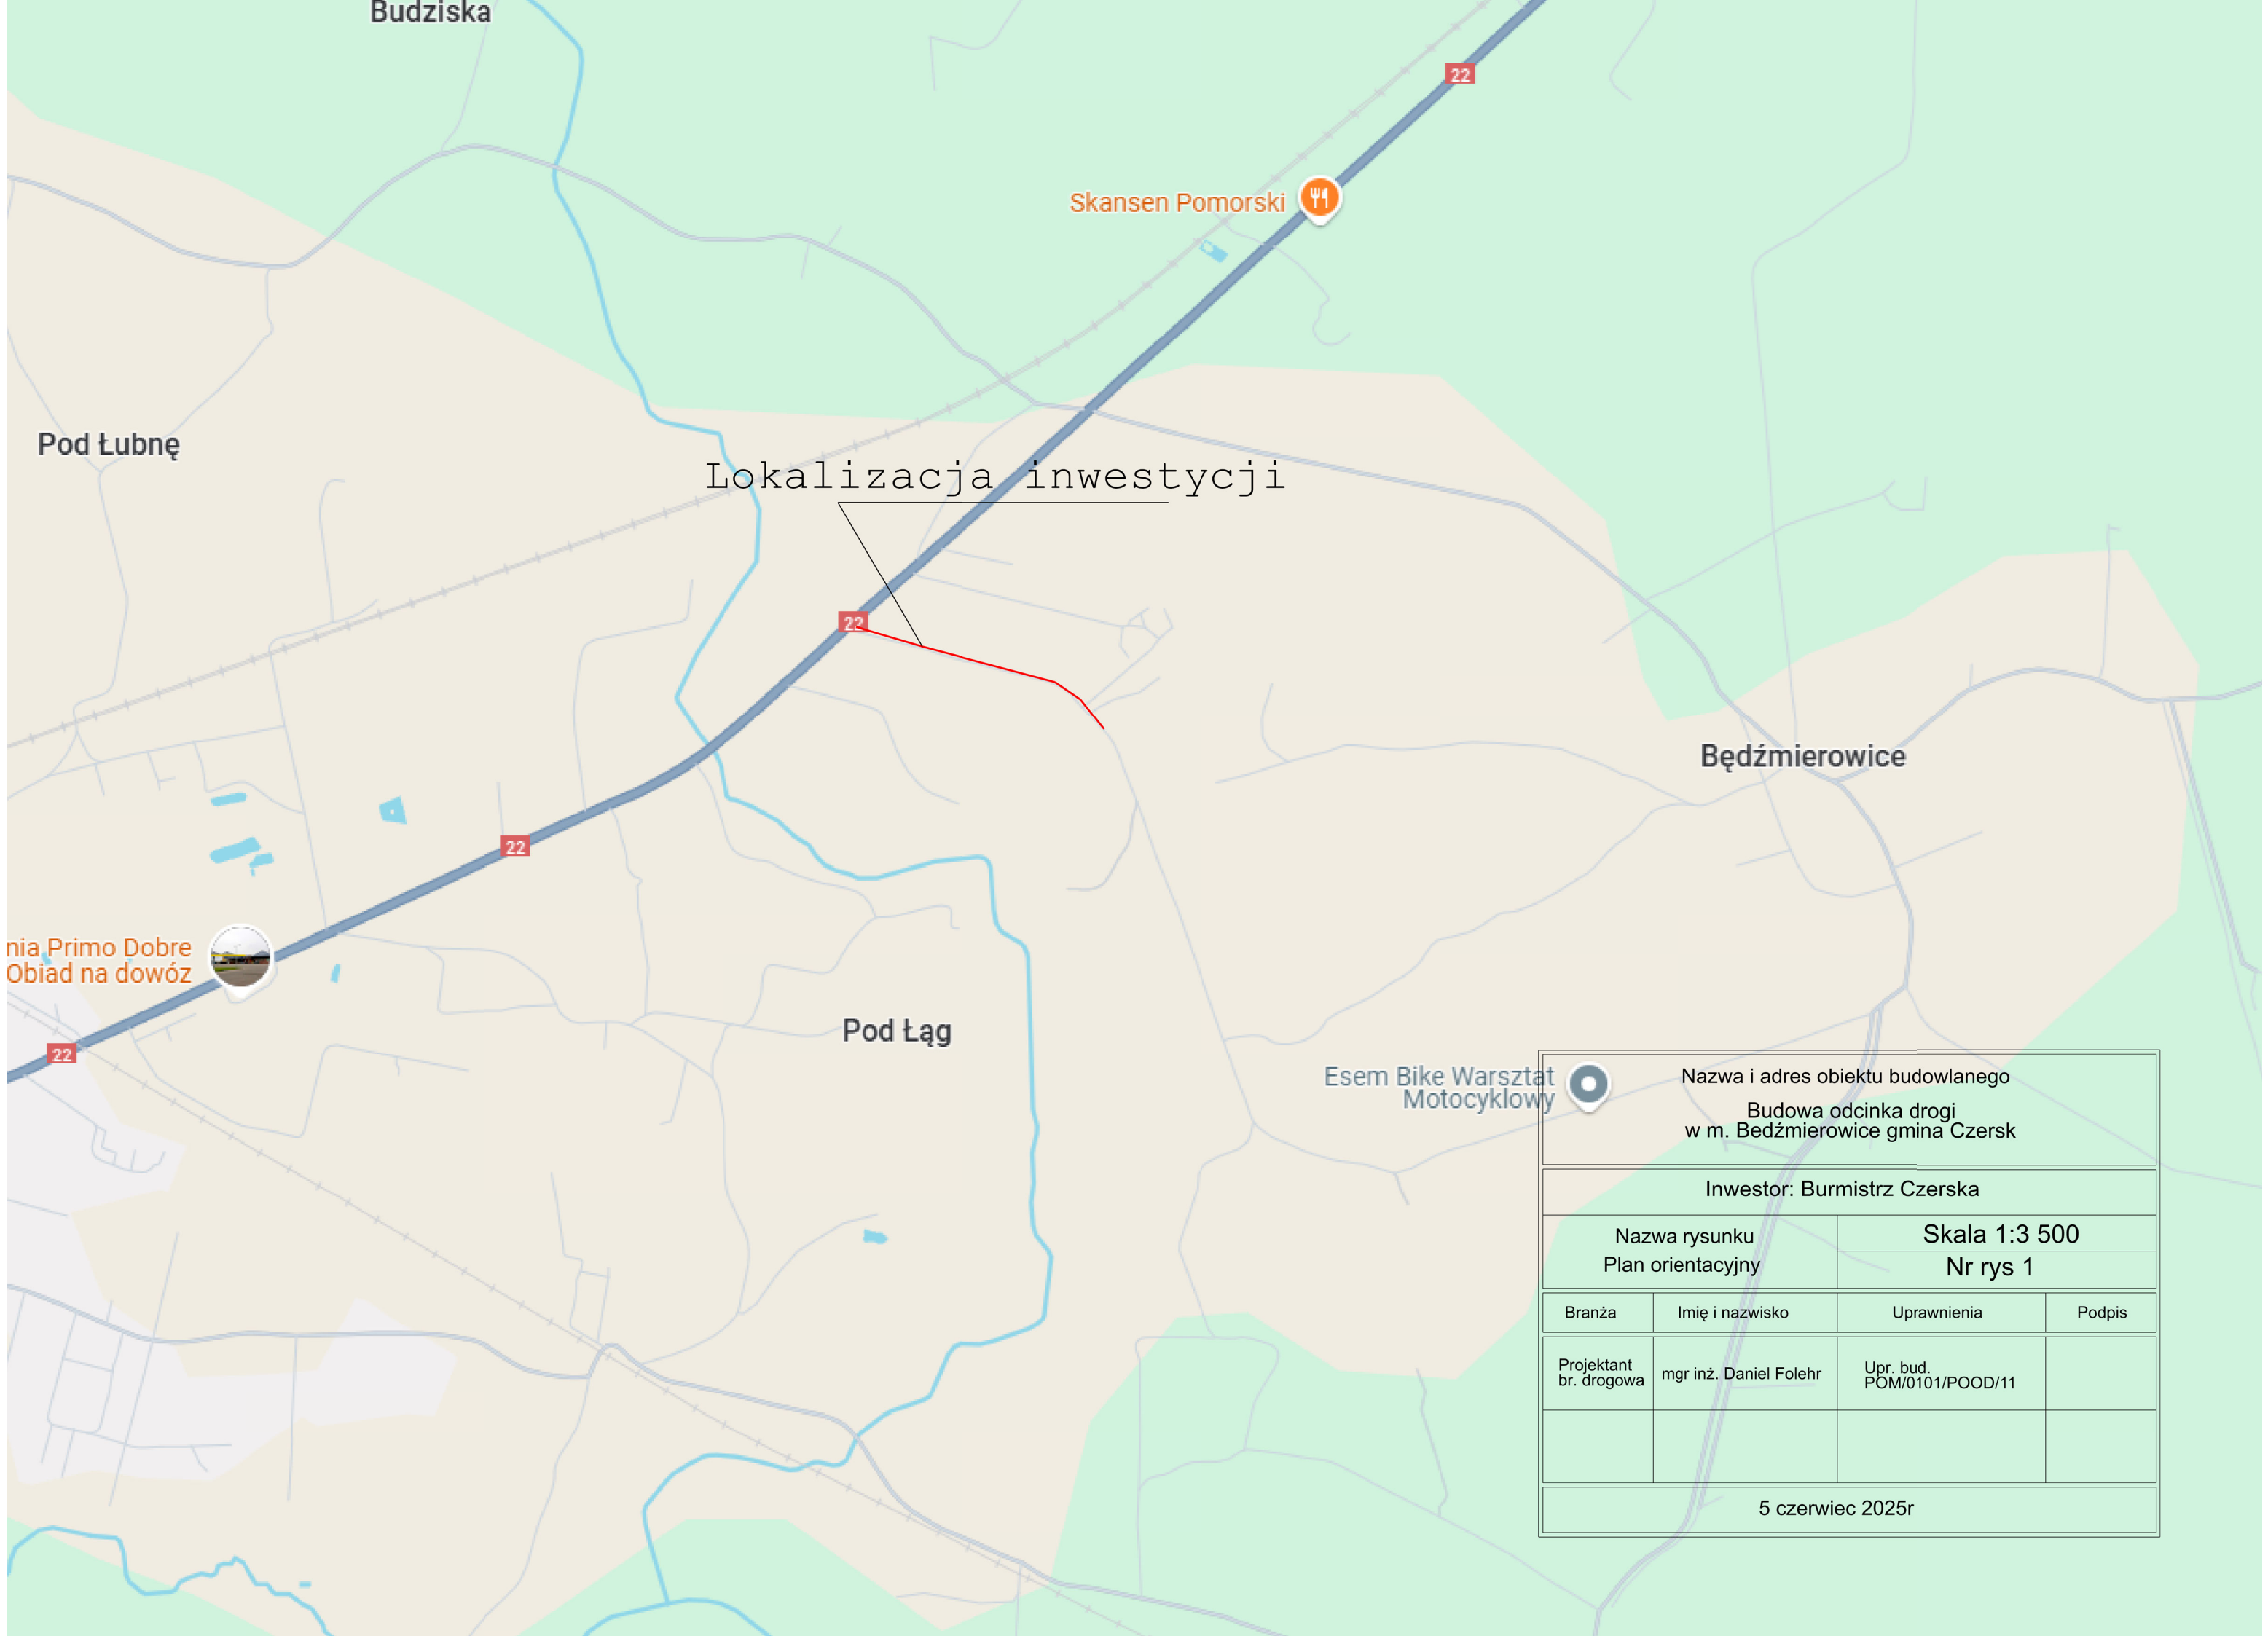 Budziska
22
Skansen Pomorski
Pod Łubnę
Lokalizacja inwestycji
22
Będźmierowice
22
nia Primo Dobre
Obiad na dowóz
Pod Łąg
22
Esem Bike Warsztat
Motocyklowy
Nazwa i adres obiektu budowlanego
Budowa odcinka drogi
w m. Bedźmierowice gmina Czersk
Inwestor: Burmistrz Czerska
Nazwa rysunku
Plan orientacyjny
Skala 1:3 500
Nr rys 1
Branża Imię i nazwisko Uprawnienia Podpis
Projektant
br. drogowa
mgr inż. Daniel Folehr
Upr. bud.
POM/0101/POOD/11
5 czerwiec 2025r